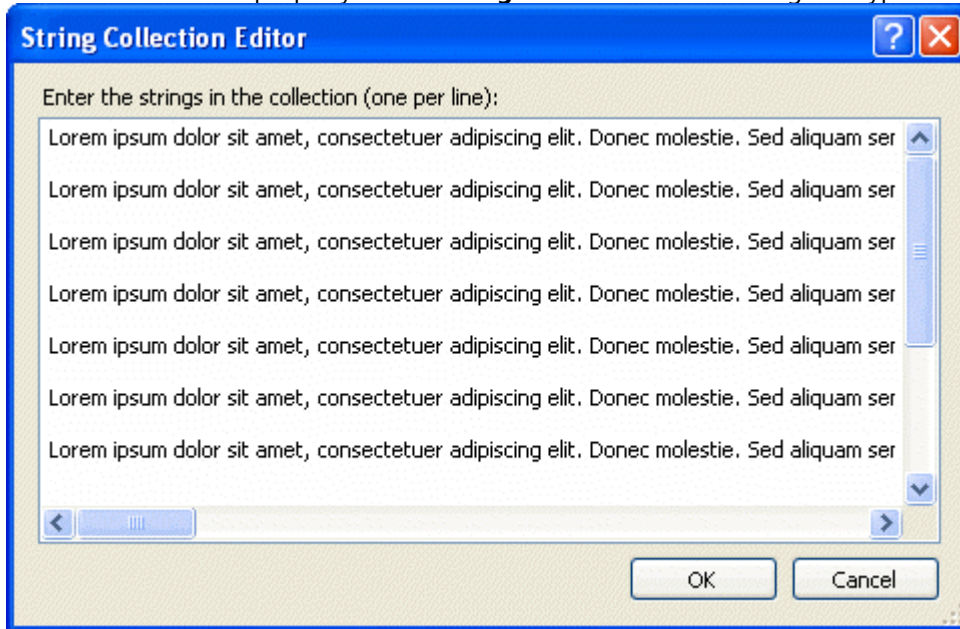 String Collection Editor
Enter the strings in the collection (one per line):
Lorem ipsum dolor sit amet, consectetuer adipiscing elit. Donec molestie. Sed aliquam ser
Lorem ipsum dolor sit amet, consectetuer adipiscing elit. Donec molestie. Sed aliquam ser
Lorem ipsum dolor sit amet, consectetuer adipiscing elit. Donec molestie. Sed aliquam ser
Lorem ipsum dolor sit amet, consectetuer adipiscing elit. Donec molestie. Sed aliquam ser
Lorem ipsum dolor sit amet, consectetuer adipiscing elit. Donec molestie. Sed aliquam ser
Lorem ipsum dolor sit amet, consectetuer adipiscing elit. Donec molestie. Sed aliquam ser
Lorem ipsum dolor sit amet, consectetuer adipiscing elit. Donec molestie. Sed aliquam ser
OK Cancel